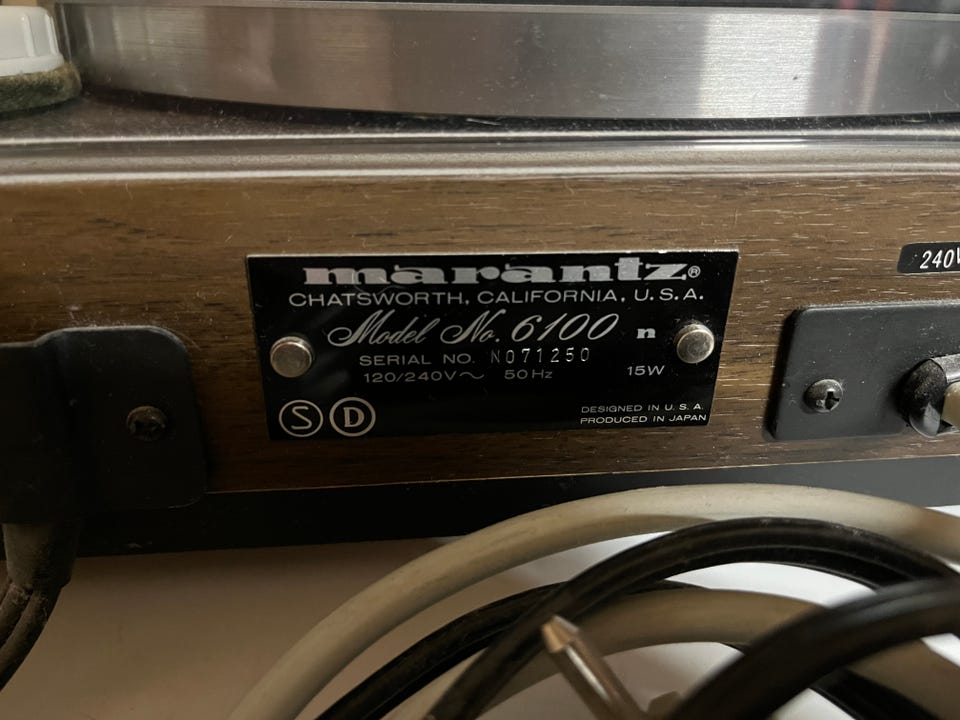 marantz®
CHATSWORTH, CALIFORNIA, U.S.A.
Model No. 6100 n
SERIAL NO. N071250
120/240V~ 50Hz 15W
S D
DESIGNED IN U.S.A.
PRODUCED IN JAPAN
240V